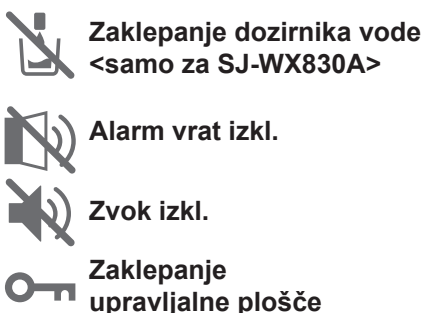 Zaklepanje dozirnika vode
<samo za SJ-WX830A>
Alarm vrat izkl.
Zvok izkl.
Zaklepanje
upravljalne plošče